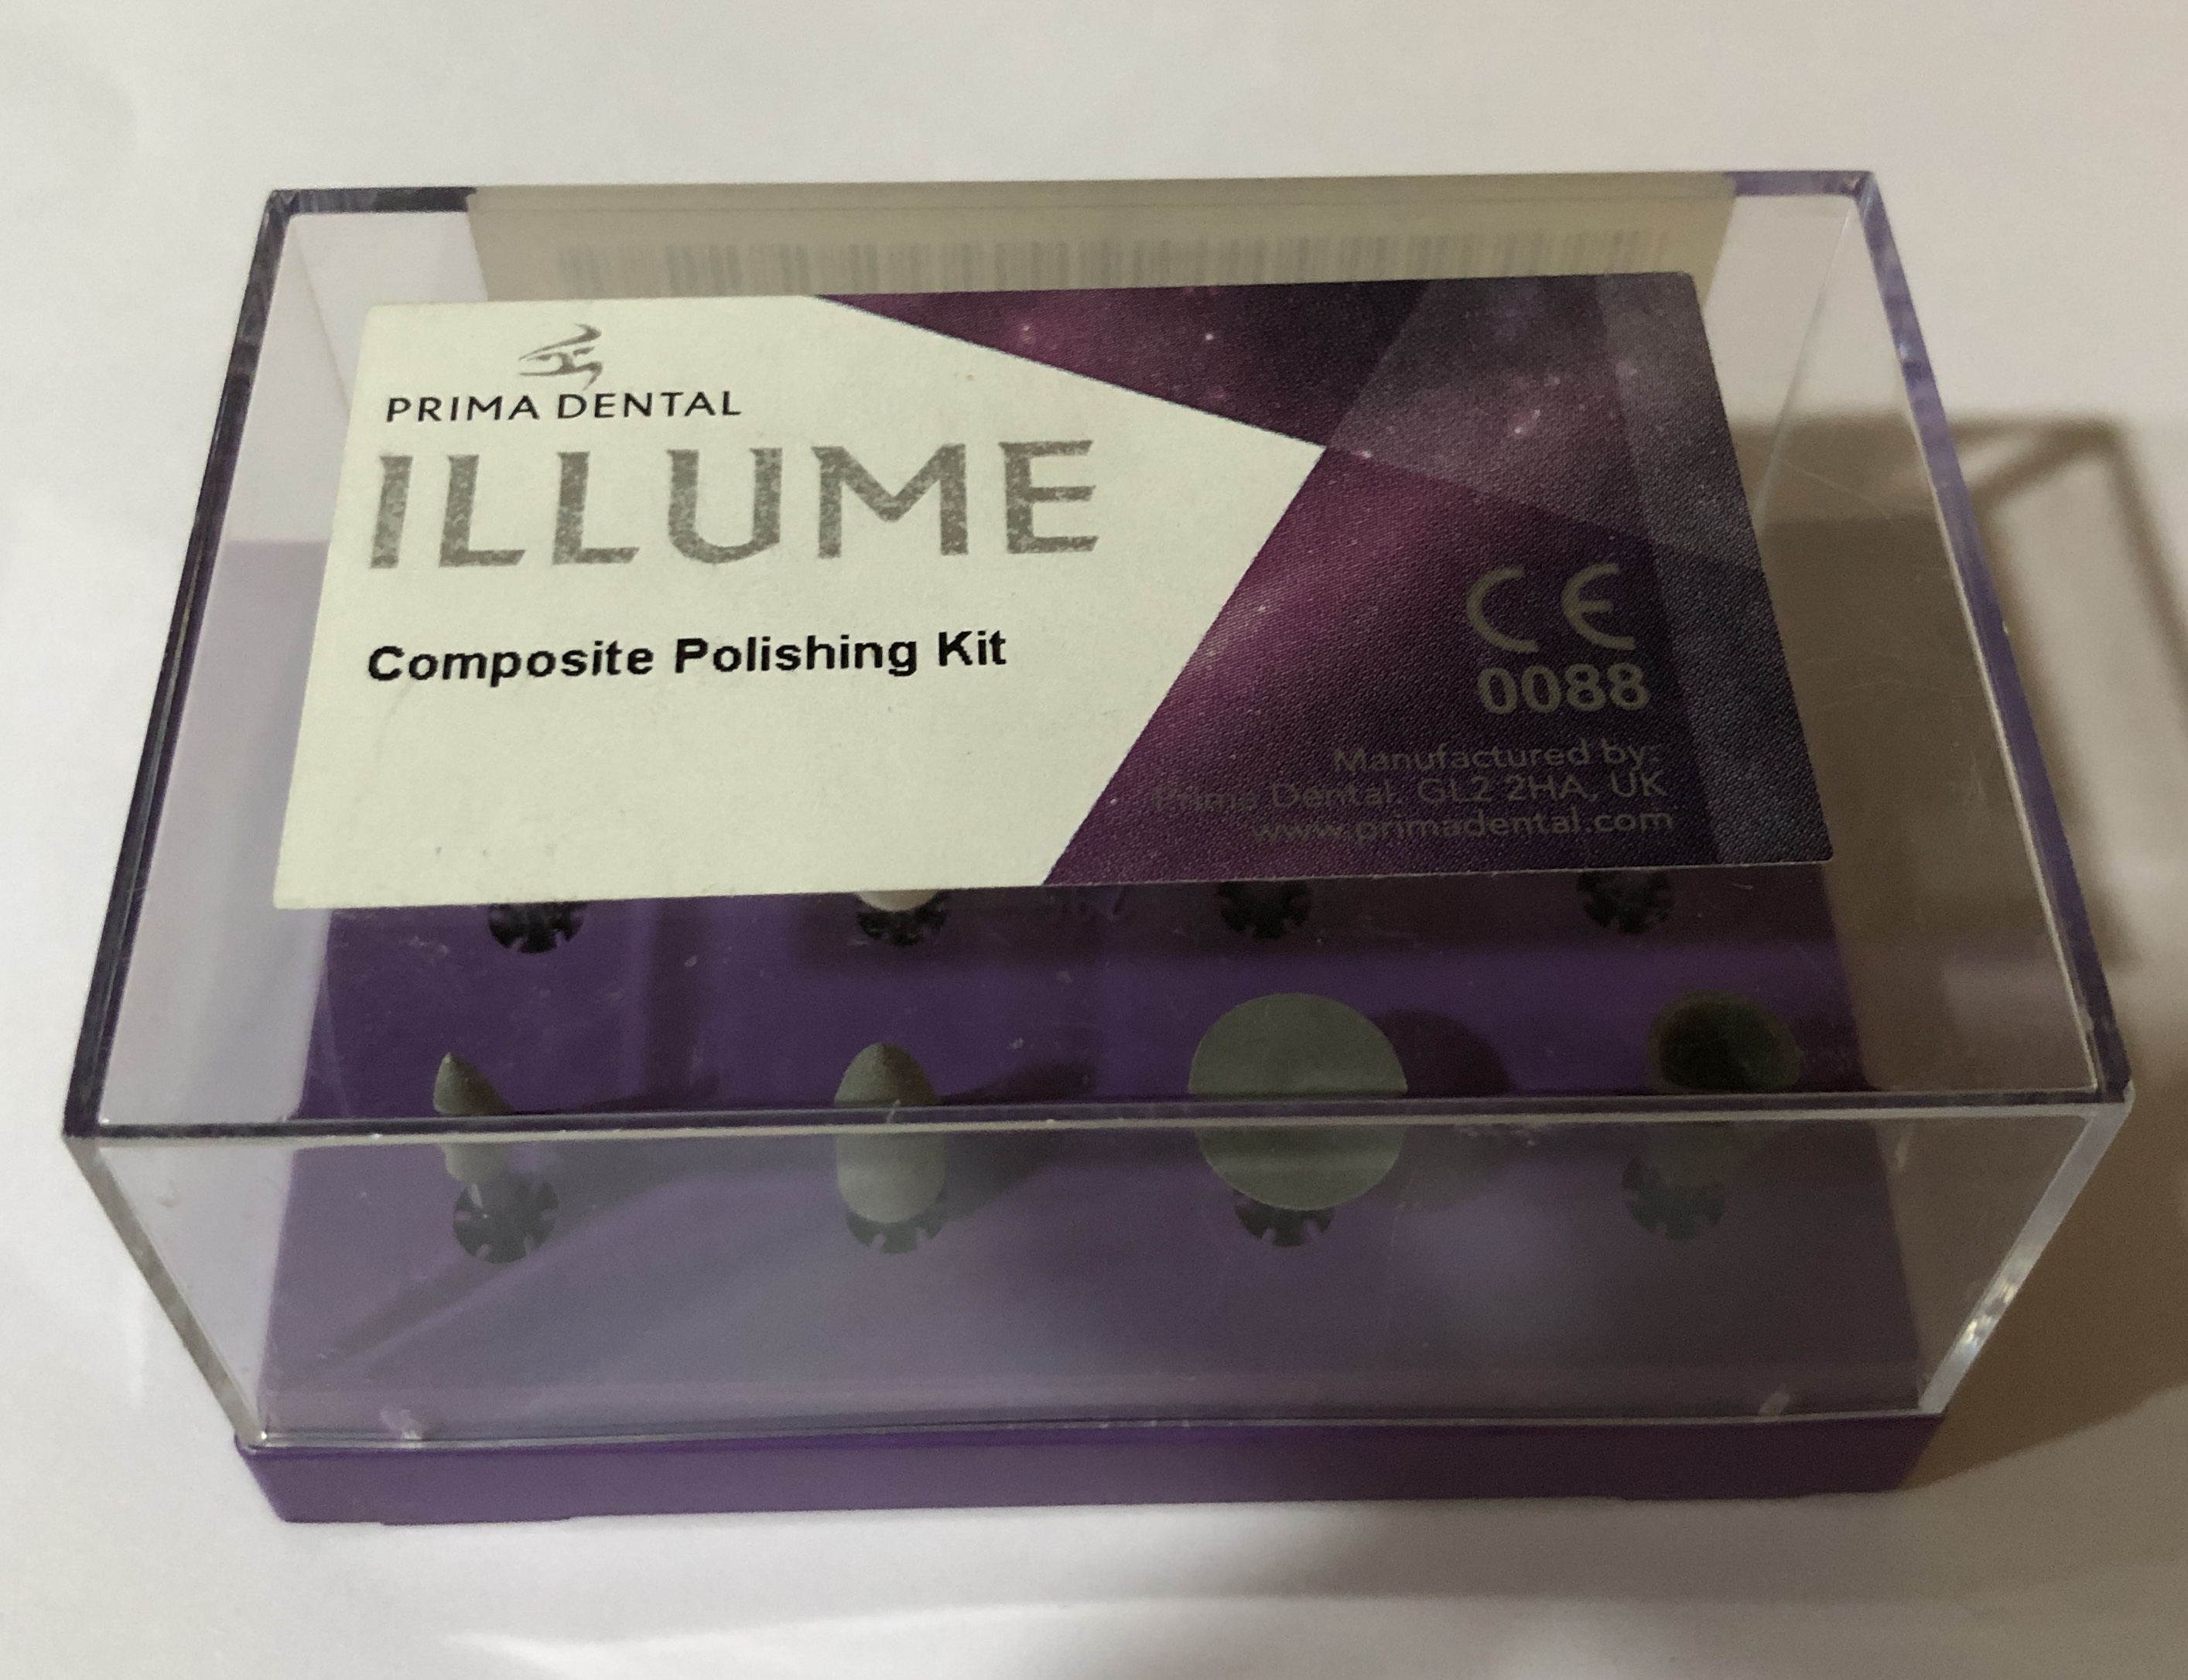 PRIMA DENTAL
ILLUME
Composite Polishing Kit
CE
0088
Manufactured by:
Prima Dental. GL2 2HA, UK
www.primadental.com